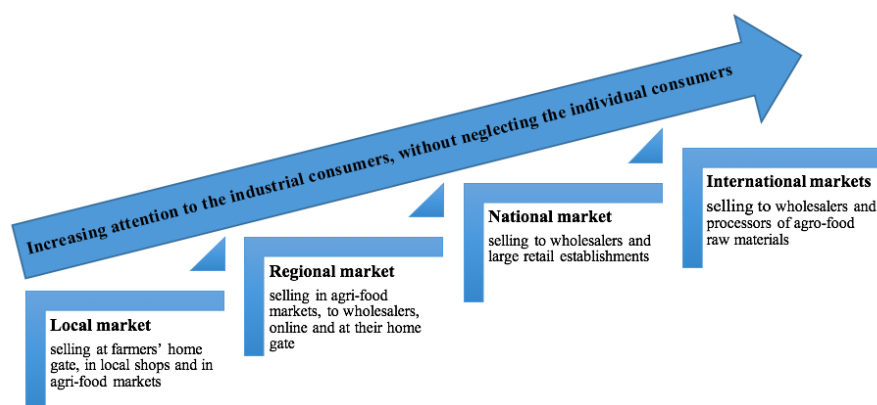 Increasing attention to the industrial consumers, without neglecting the individual consumers
Local market
selling at farmers' home
gate, in local shops and in
agri-food markets
Regional market
selling in agri-food
markets, to wholesalers,
online and at their home
gate
National market
selling to wholesalers and
large retail establishments
International markets
selling to wholesalers and
processors of agro-food
raw materials